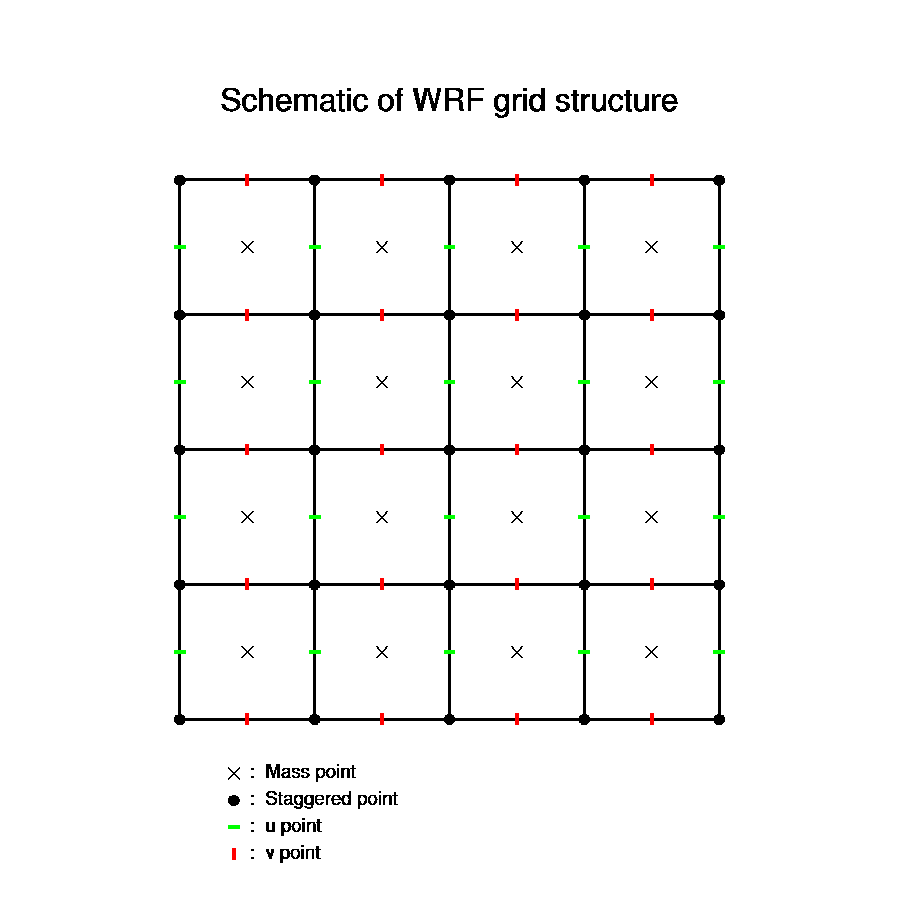 Schematic of WRF grid structure
: Mass point
: Staggered point
: u point
: v point